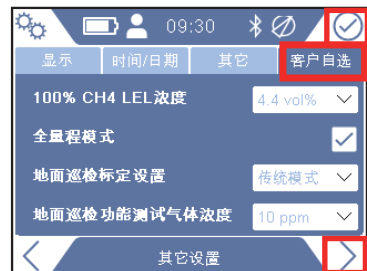 09:30
显示 时间/日期 其它 客户自选
100% CH4 LEL浓度 4.4 vol%
全量程模式
地面巡检标定设置 传统模式
地面巡检功能测试气体浓度 10 ppm
其它设置